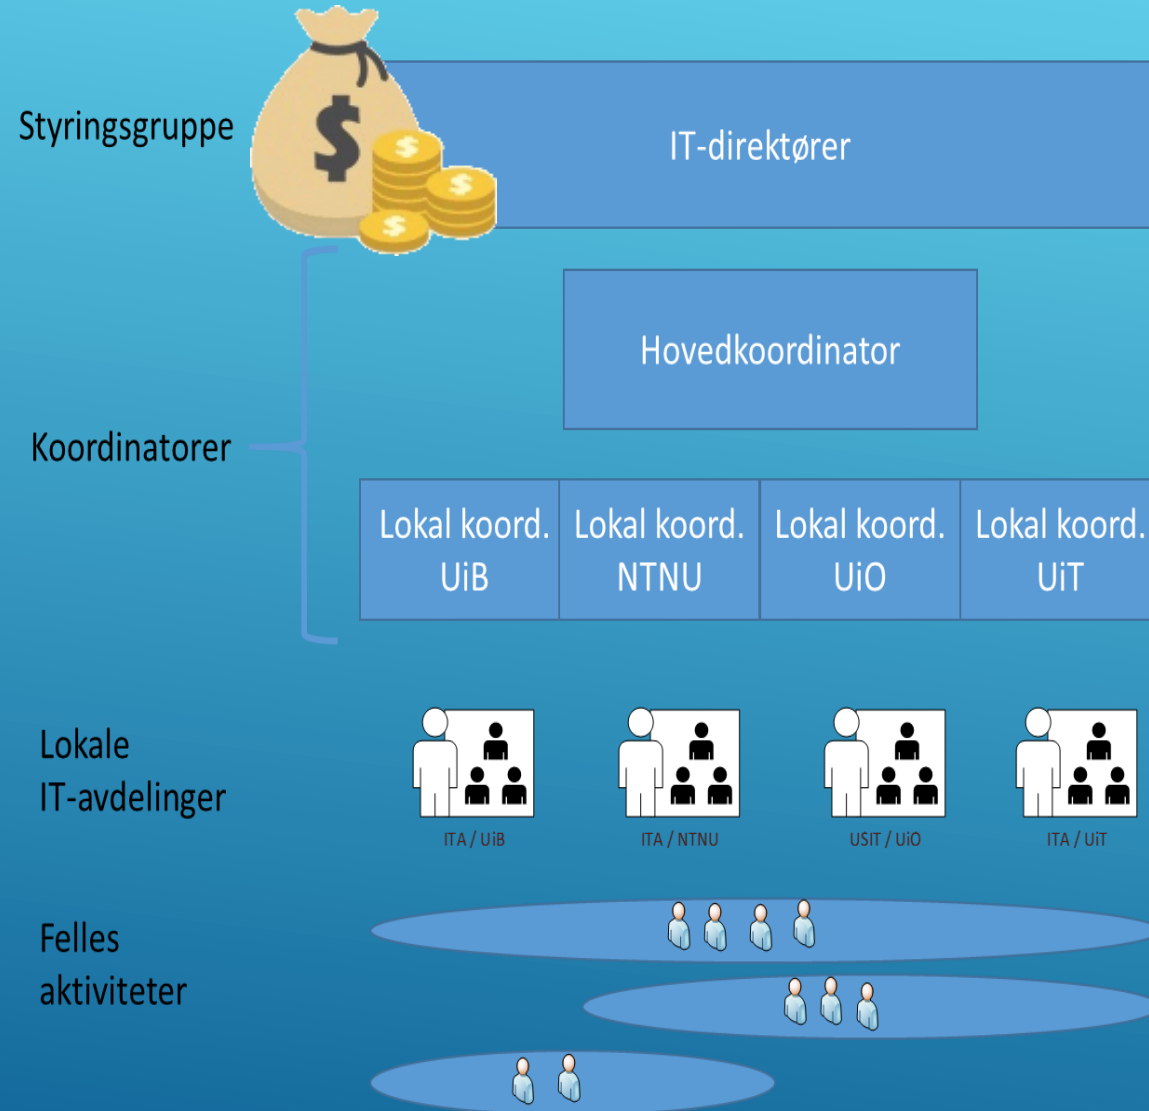 Styringsgruppe
$
$
$
$
IT-direktører
Hovedkoordinator
Koordinatorer
Lokal koord.
UiB
Lokal koord.
NTNU
Lokal koord.
UiO
Lokal koord.
UiT
Lokale
IT-avdelinger
ITA / UiB
ITA / NTNU
USIT / UiO
ITA / UiT
Felles
aktiviteter